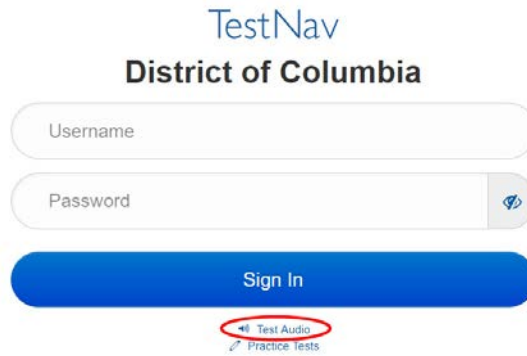 TestNav
District of Columbia
Username
Password
Sign In
Test Audio
Practice Tests